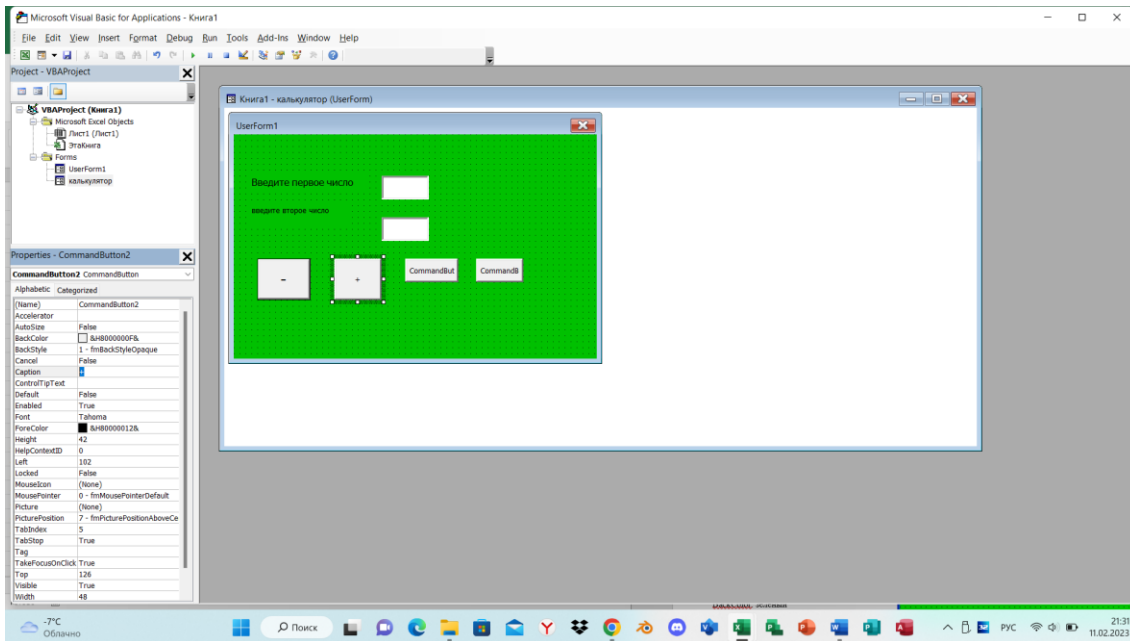 Microsoft Visual Basic for Applications - Книга1
File Edit View Insert Format Debug Run Tools Add-Ins Window Help
Project - VBAProject
VBAProject (Книга1)
Microsoft Excel Objects
Лист1 (Лист1)
ЭтаКнига
Forms
UserForm1
калькулятор
Properties - CommandButton2
CommandButton2 CommandButton
Alphabetic Categorized
(Name) CommandButton2
Accelerator
AutoSize False
BackColor &H8000000F&
BackStyle 1 - fmBackStyleOpaque
Cancel False
Caption +
ControlTipText
Default False
Enabled True
Font Tahoma
ForeColor &H80000012&
Height 42
HelpContextID 0
Left 102
Locked False
MouseIcon (None)
MousePointer 0 - fmMousePointerDefault
Picture (None)
PicturePosition 7 - fmPicturePositionAboveCe
TabIndex 5
TabStop True
Tag
TakeFocusOnClick True
Top 126
Visible True
Width 48
Книга1 - калькулятор (UserForm)
UserForm1
Введите первое число
введите второе число
-
+
CommandBut
CommandB
-7°C
Облачно
Поиск
РУС
21:31
11.02.2023